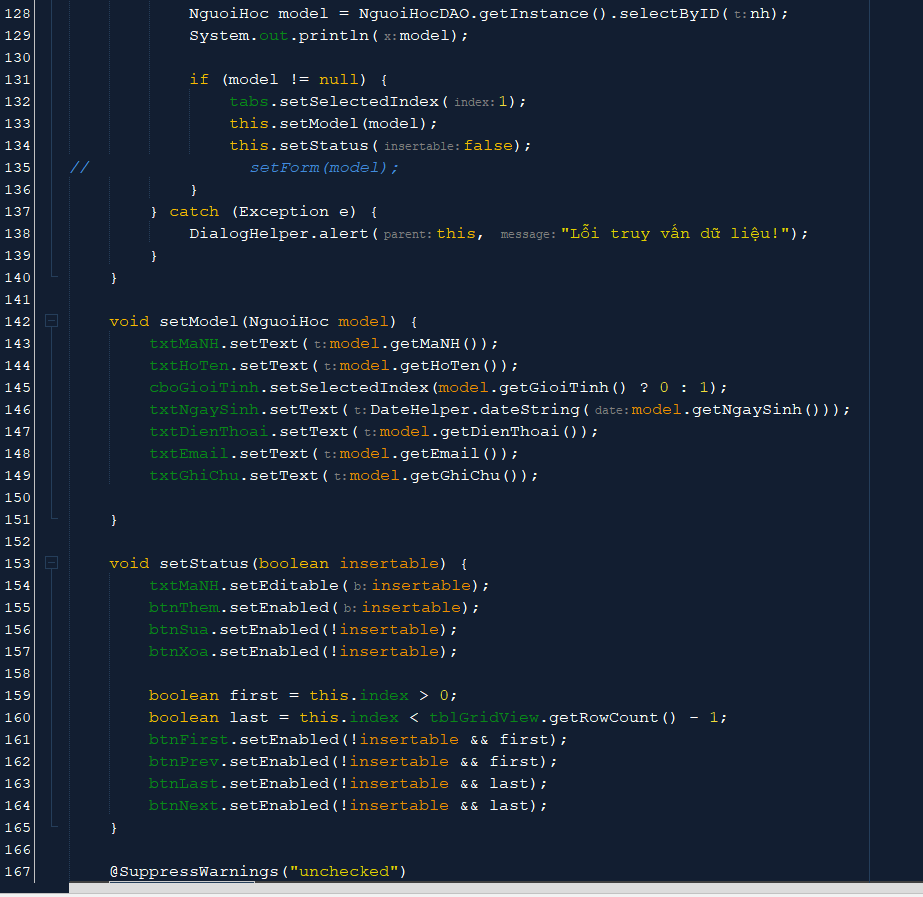 128 NguoiHoc model = NguoiHocDAO.getInstance().selectByID(t:nh);
129 System.out.println(x:model);
130
131 if (model != null) {
132 tabs.setSelectedIndex(index:1);
133 this.setModel(model);
134 this.setStatus(insertable:false);
135 // setForm(model);
136 }
137 } catch (Exception e) {
138 DialogHelper.alert(parent:this, message:"Lỗi truy vấn dữ liệu!");
139 }
140 }
141
142 void setModel(NguoiHoc model) {
143 txtMaNH.setText(t:model.getMaNH());
144 txtHoTen.setText(t:model.getHoTen());
145 cboGioiTinh.setSelectedIndex(model.getGioiTinh() ? 0 : 1);
146 txtNgaySinh.setText(t:DateHelper.dateString(date:model.getNgaySinh()));
147 txtDienThoai.setText(t:model.getDienThoai());
148 txtEmail.setText(t:model.getEmail());
149 txtGhiChu.setText(t:model.getGhiChu());
150
151 }
152
153 void setStatus(boolean insertable) {
154 txtMaNH.setEditable(b:insertable);
155 btnThem.setEnabled(b:insertable);
156 btnSua.setEnabled(!insertable);
157 btnXoa.setEnabled(!insertable);
158
159 boolean first = this.index > 0;
160 boolean last = this.index < tblGridView.getRowCount() - 1;
161 btnFirst.setEnabled(!insertable && first);
162 btnPrev.setEnabled(!insertable && first);
163 btnLast.setEnabled(!insertable && last);
164 btnNext.setEnabled(!insertable && last);
165 }
166
167 @SuppressWarnings("unchecked")